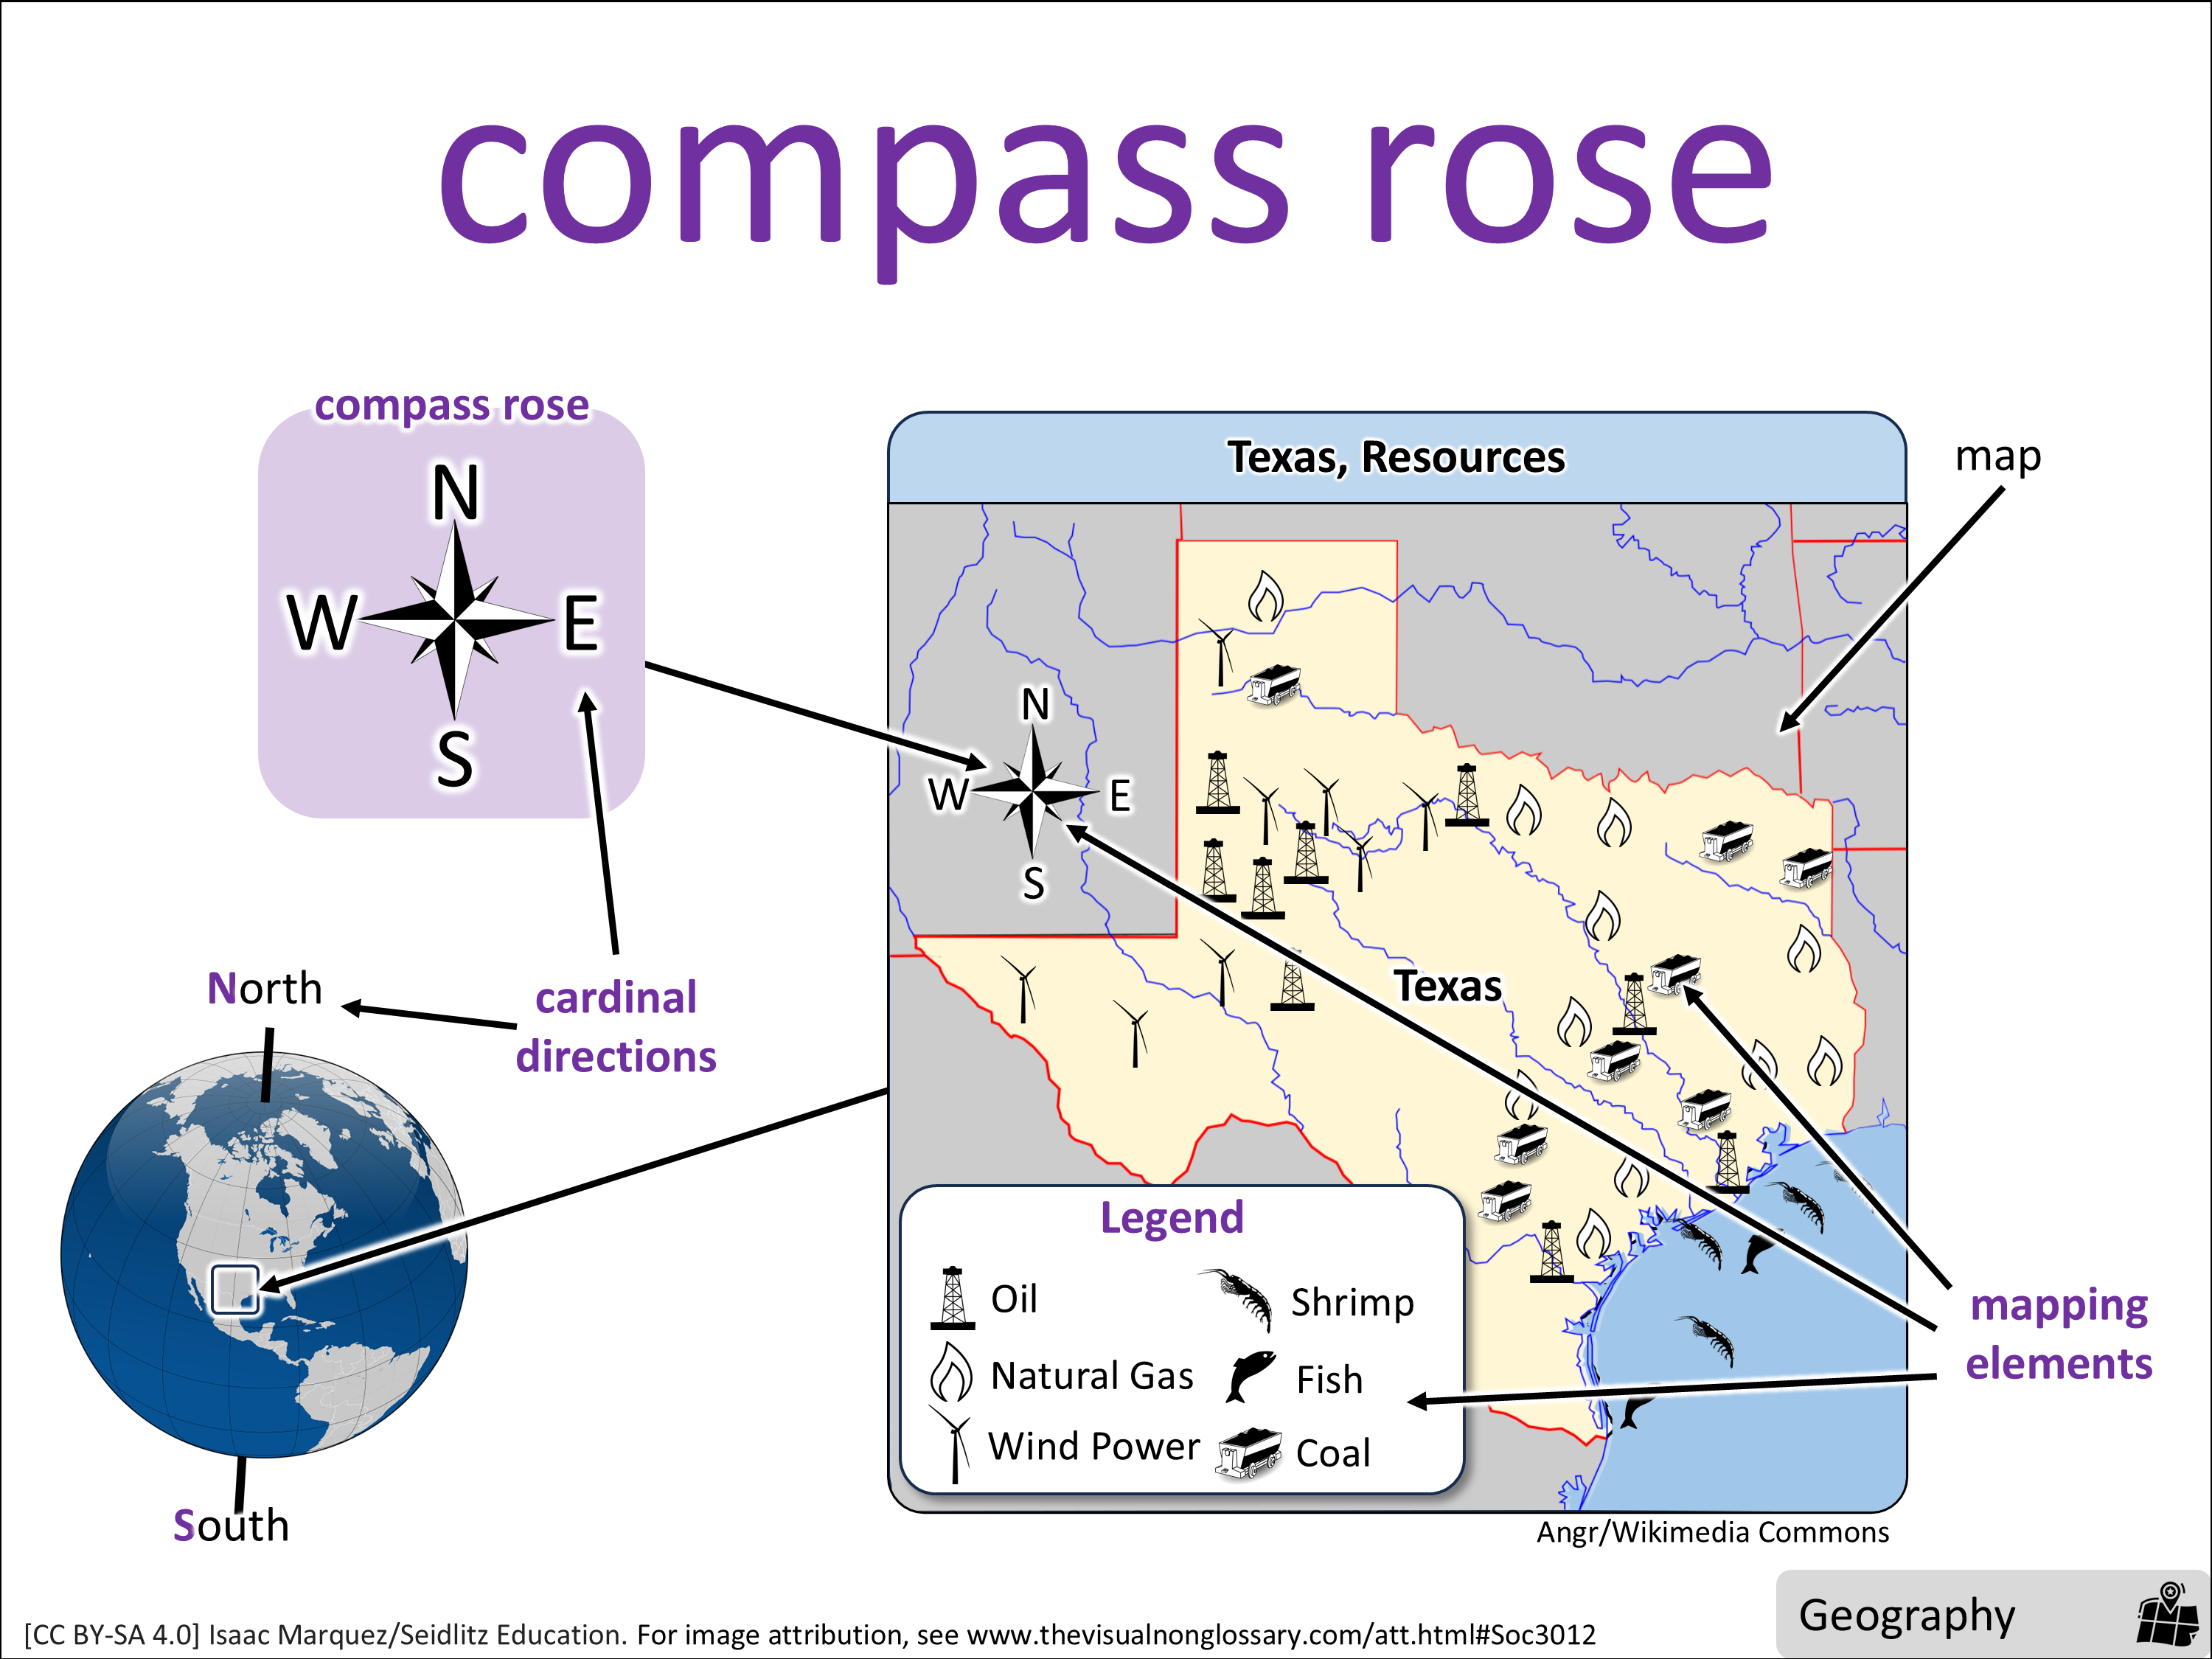 compass rose
compass rose
N
W
E
S
cardinal
directions
North
South
Texas, Resources
map
N
W
E
S
Texas
Legend
Oil
Shrimp
Natural Gas
Fish
Wind Power
Coal
mapping
elements
Angr/Wikimedia Commons
Geography
[CC BY-SA 4.0] Isaac Marquez/Seidlitz Education. For image attribution, see www.thevisualnonglossary.com/att.html#Soc3012